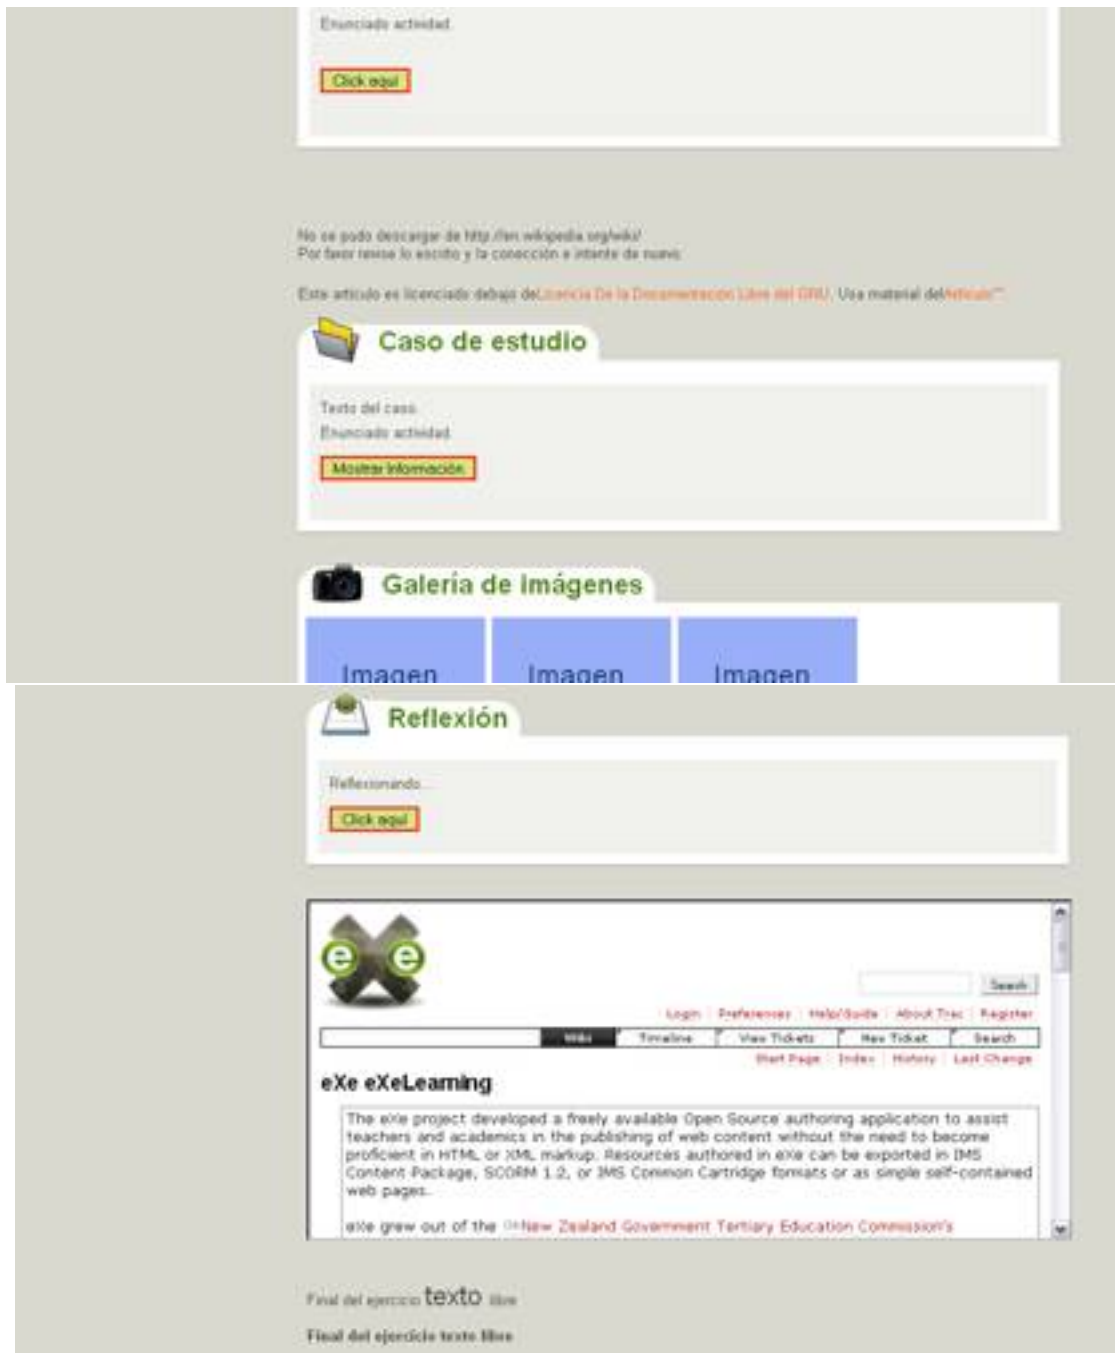 Enunciado actividad.
Click aquí
No se pudo descargar de http://en.wikipedia.org/wiki/
Por favor revise lo escrito y la conección e intente de nuevo.
Este artículo es licenciado debajo deLicencia De la Documentación Libre del GNU. Usa material delArtículo"".
Caso de estudio
Texto del caso.
Enunciado actividad.
Mostrar Información
Galería de imágenes
Imagen Imagen Imagen
Reflexión
Reflexionando...
Click aquí
eXe
Search
Login Preferences Help/Guide About Trac Register
Wiki Timeline View Tickets New Ticket Search
Start Page Index History Last Change
eXe eXeLearning
The eXe project developed a freely available Open Source authoring application to assist
teachers and academics in the publishing of web content without the need to become
proficient in HTML or XML markup. Resources authored in eXe can be exported in IMS
Content Package, SCORM 1.2, or IMS Common Cartridge formats or as simple self-contained
web pages.
eXe grew out of the New Zealand Government Tertiary Education Commission's
Final del ejercicio texto libre
Final del ejercicio texto libre